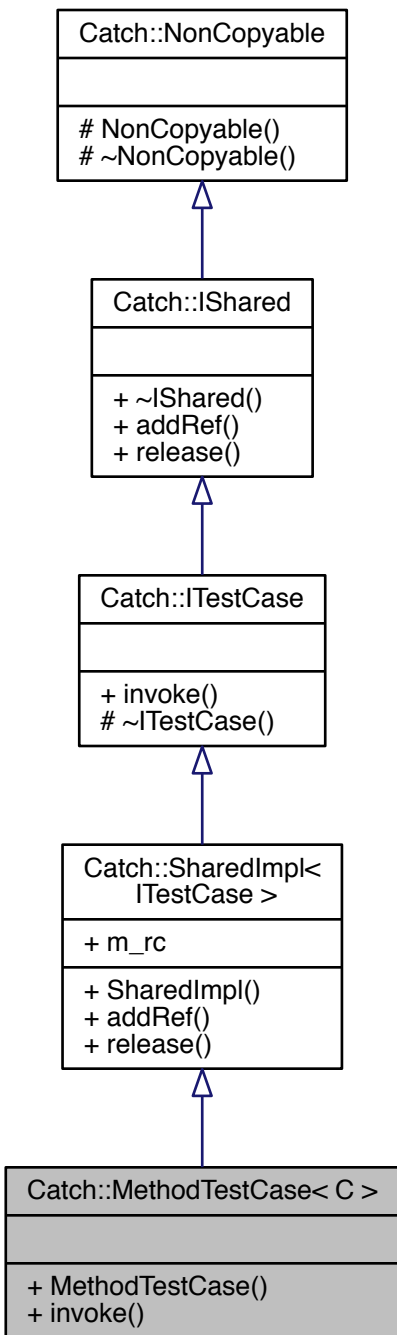 Catch::NonCopyable
# NonCopyable()
# ~NonCopyable()
Catch::IShared
+ ~IShared()
+ addRef()
+ release()
Catch::ITestCase
+ invoke()
# ~ITestCase()
Catch::SharedImpl<
ITestCase >
+ m_rc
+ SharedImpl()
+ addRef()
+ release()
Catch::MethodTestCase< C >
+ MethodTestCase()
+ invoke()